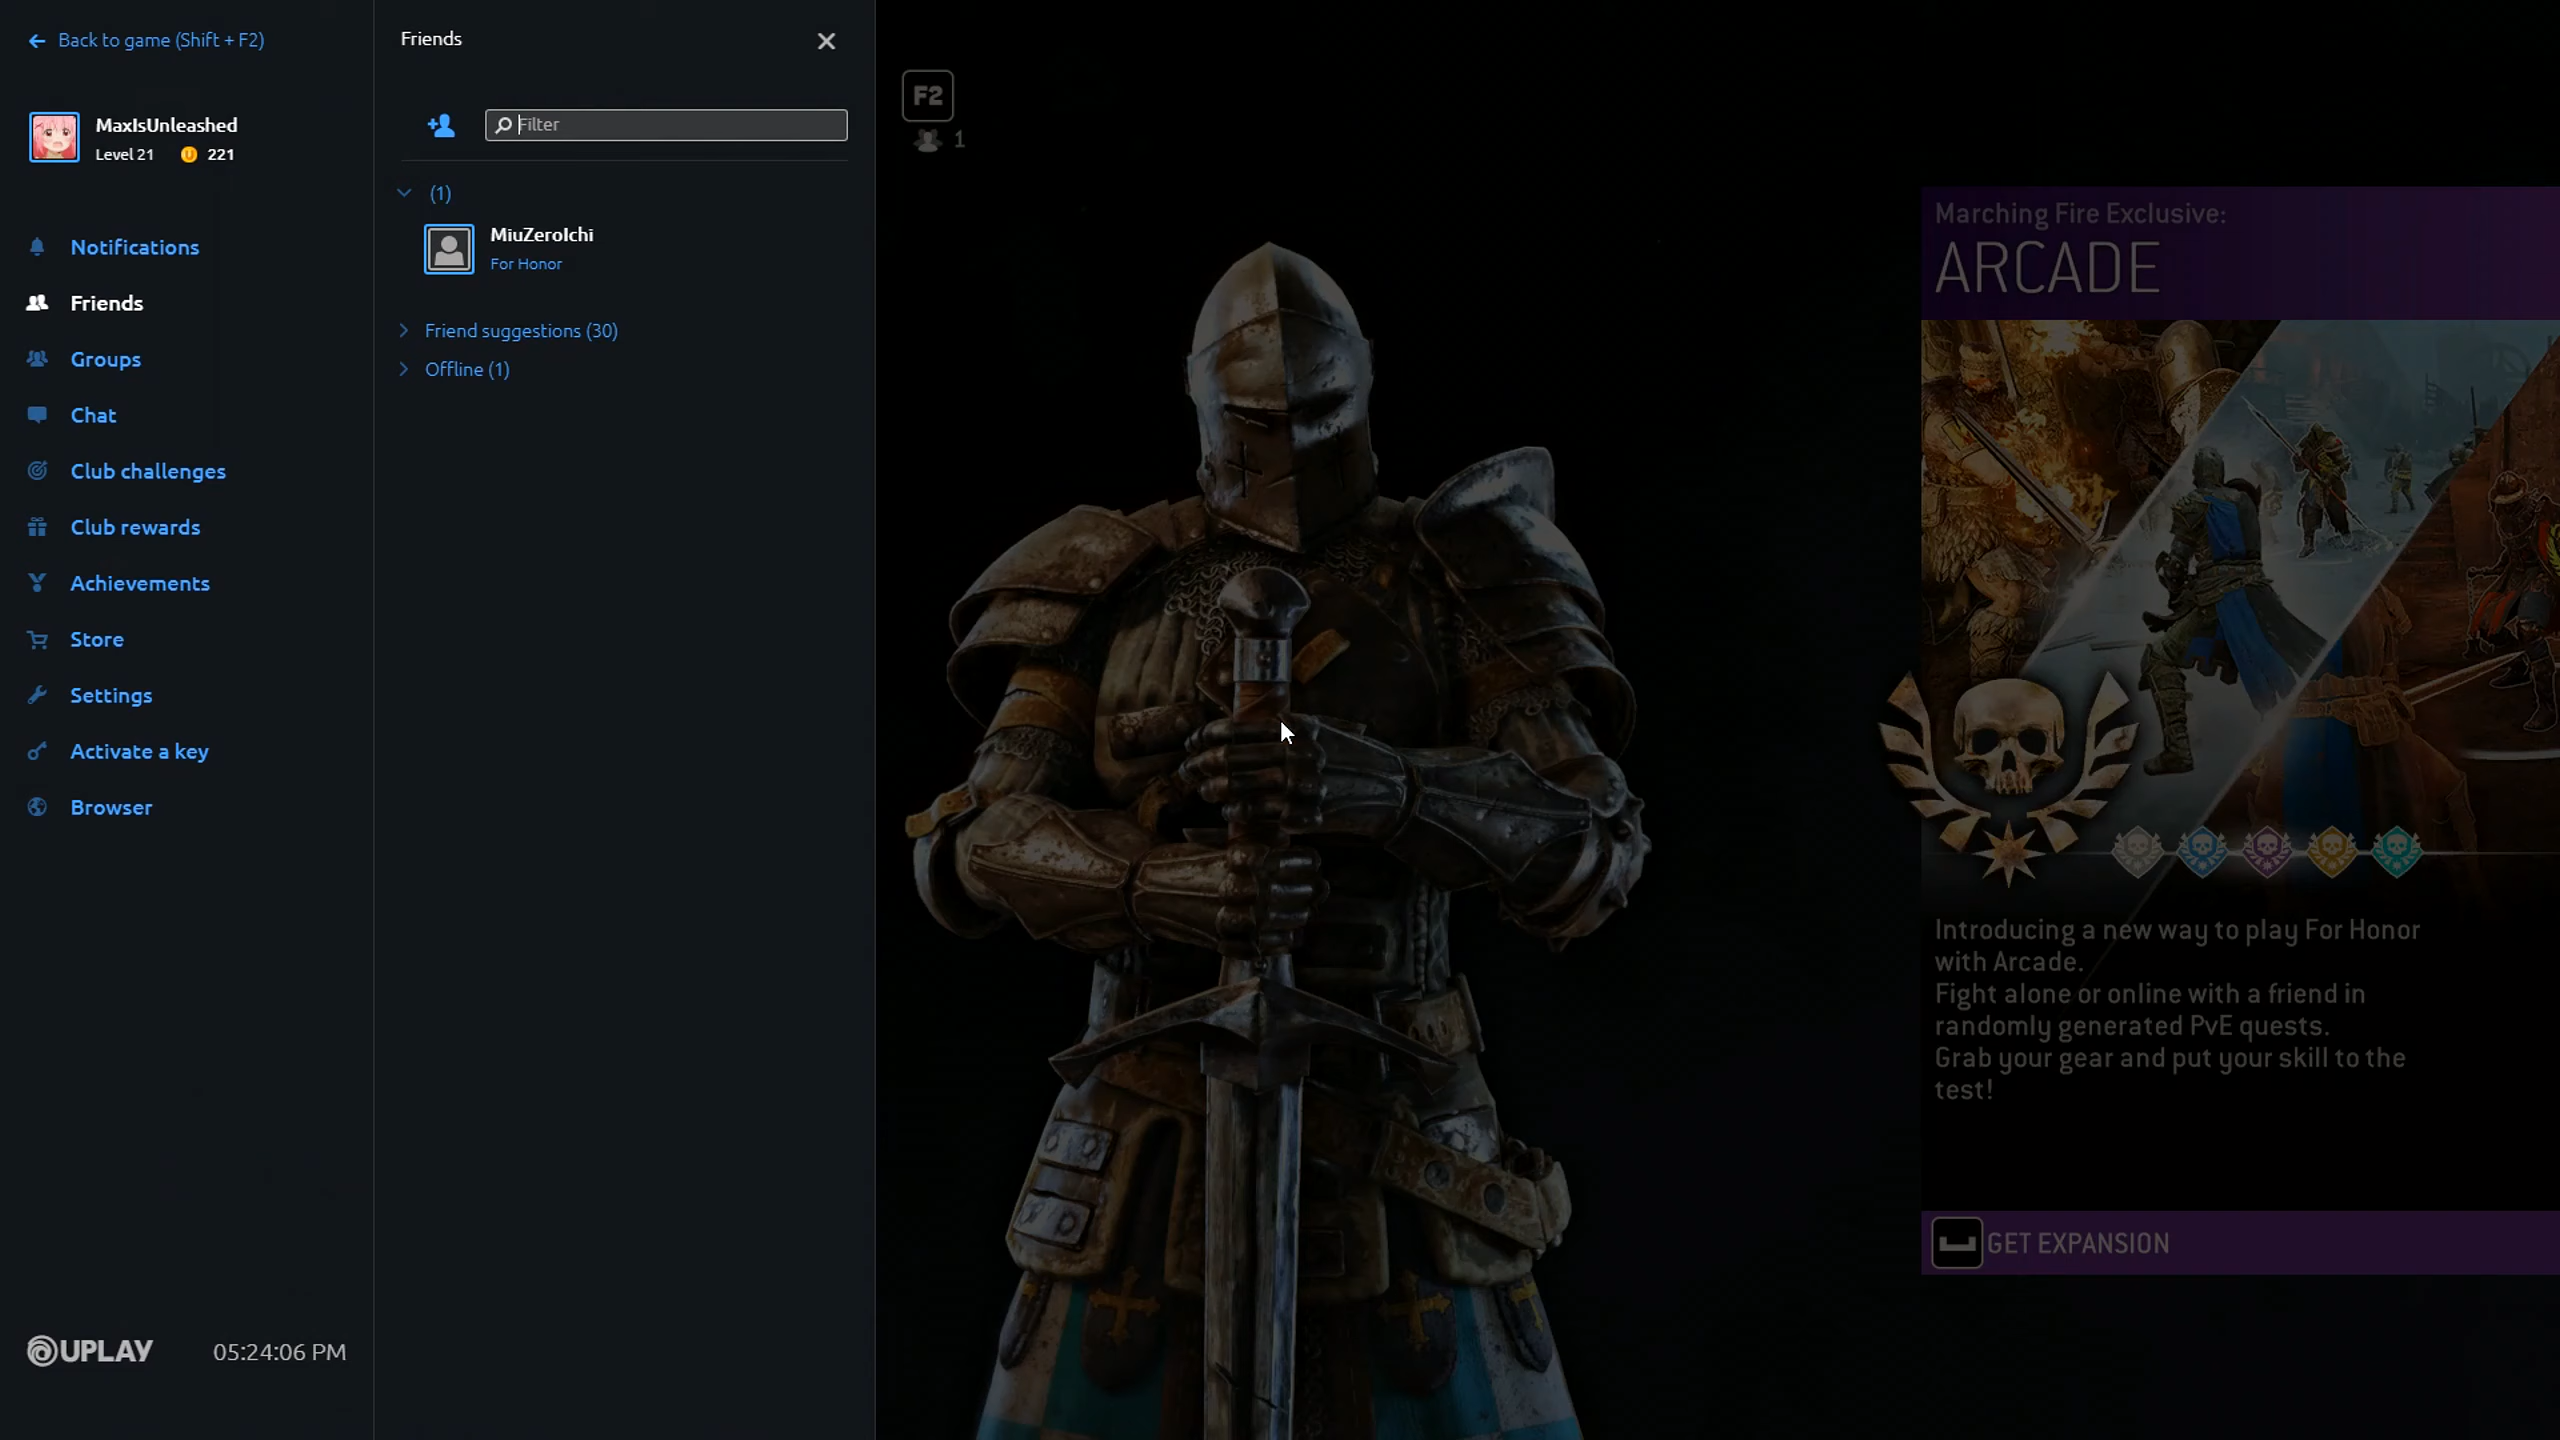 Back to game (Shift + F2)
MaxIsUnleashed
Level 21
221
Notifications
Friends
Groups
Chat
Club challenges
Club rewards
Achievements
Store
Settings
Activate a key
Browser
UPLAY
05:24:06 PM
Friends
Filter
(1)
MiuZeroIchi
For Honor
Friend suggestions (30)
Offline (1)
F2
1
Marching Fire Exclusive:
ARCADE
Introducing a new way to play For Honor
with Arcade.
Fight alone or online with a friend in
randomly generated PvE quests.
Grab your gear and put your skill to the
test!
GET EXPANSION